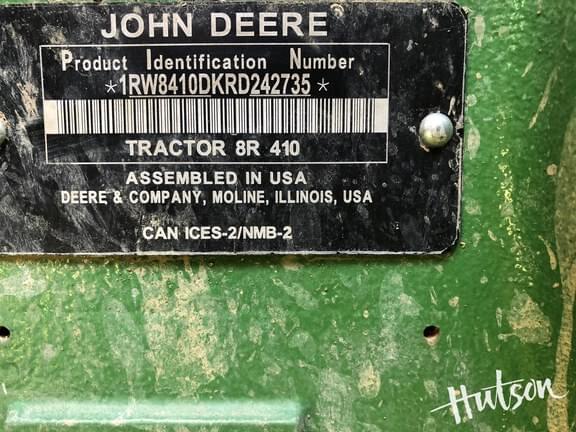 JOHN DEERE
Product Identification Number
*1RW8410DKRD242735*
TRACTOR 8R 410
ASSEMBLED IN USA
DEERE & COMPANY, MOLINE, ILLINOIS, USA
CAN ICES-2/NMB-2
Hutson